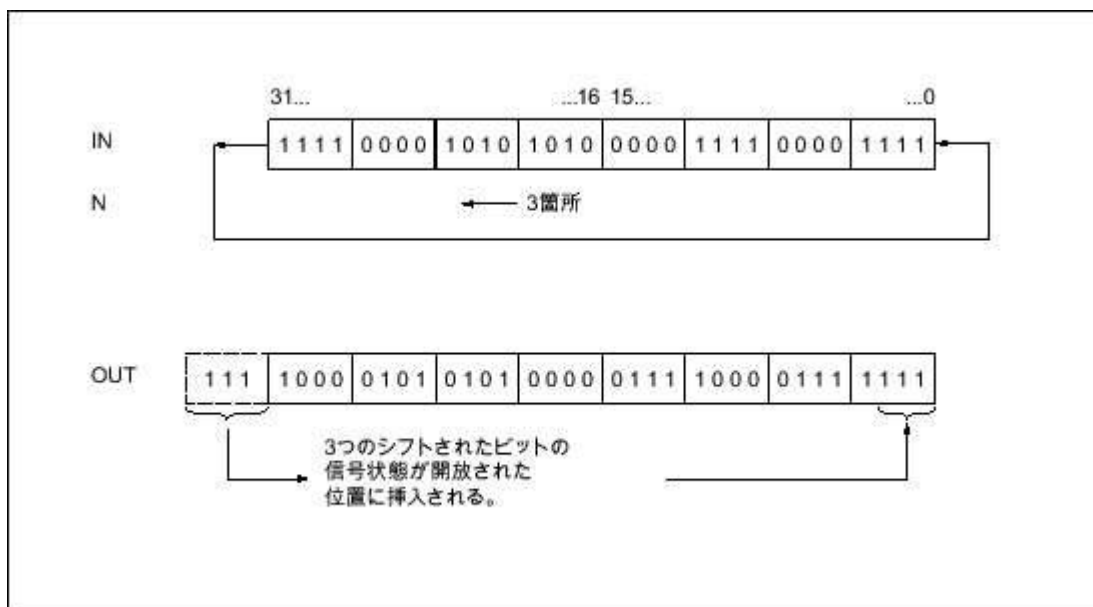 31... ...16 15... ...0
IN 1111 0000 1010 1010 0000 1111 0000 1111
N 3箇所
OUT 111 1000 0101 0101 0000 0111 1000 0111 1111
3つのシフトされたビットの
信号状態が開放された
位置に挿入される。